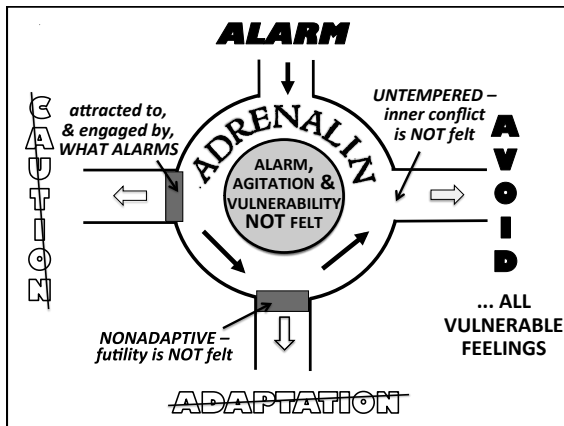 ALARM
attracted to,
& engaged by,
WHAT ALARMS
UNTEMPERED –
inner conflict
is NOT felt
ADRENALIN
ALARM,
AGITATION &
VULNERABILITY
NOT FELT
CAUTION
AVOID
... ALL
VULNERABLE
FEELINGS
NONADAPTIVE –
futility is NOT felt
ADAPTATION